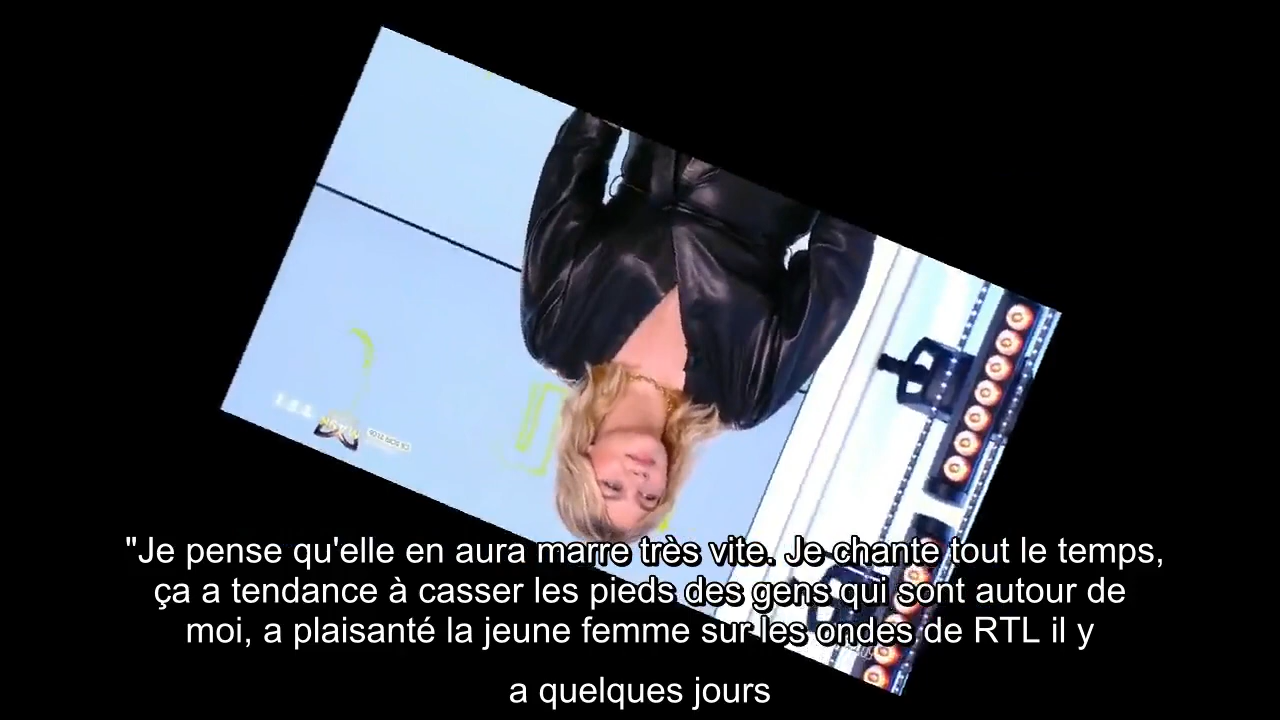 "Je pense qu'elle en aura marre très vite. Je chante tout le temps,
ça a tendance à casser les pieds des gens qui sont autour de
moi, a plaisanté la jeune femme sur les ondes de RTL il y
a quelques jours